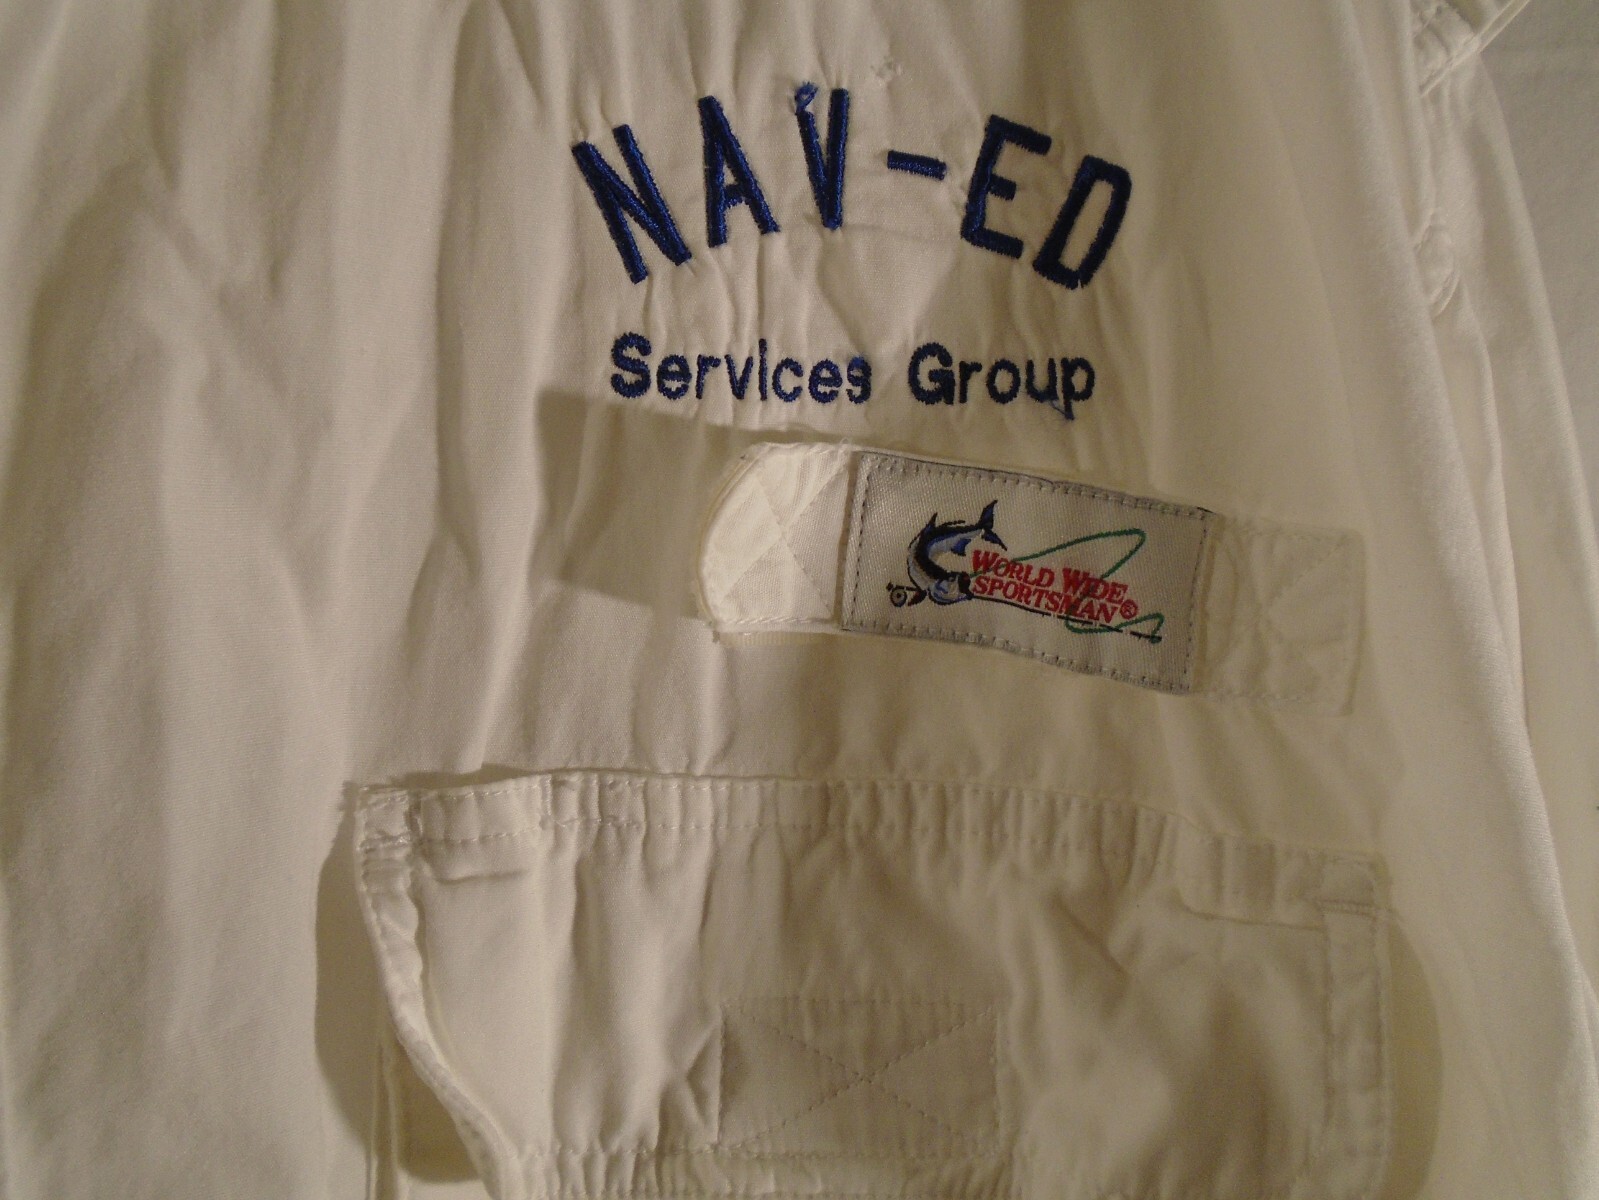 NAV-ED
Services Group
WORLD WIDE
SPORTSMAN®